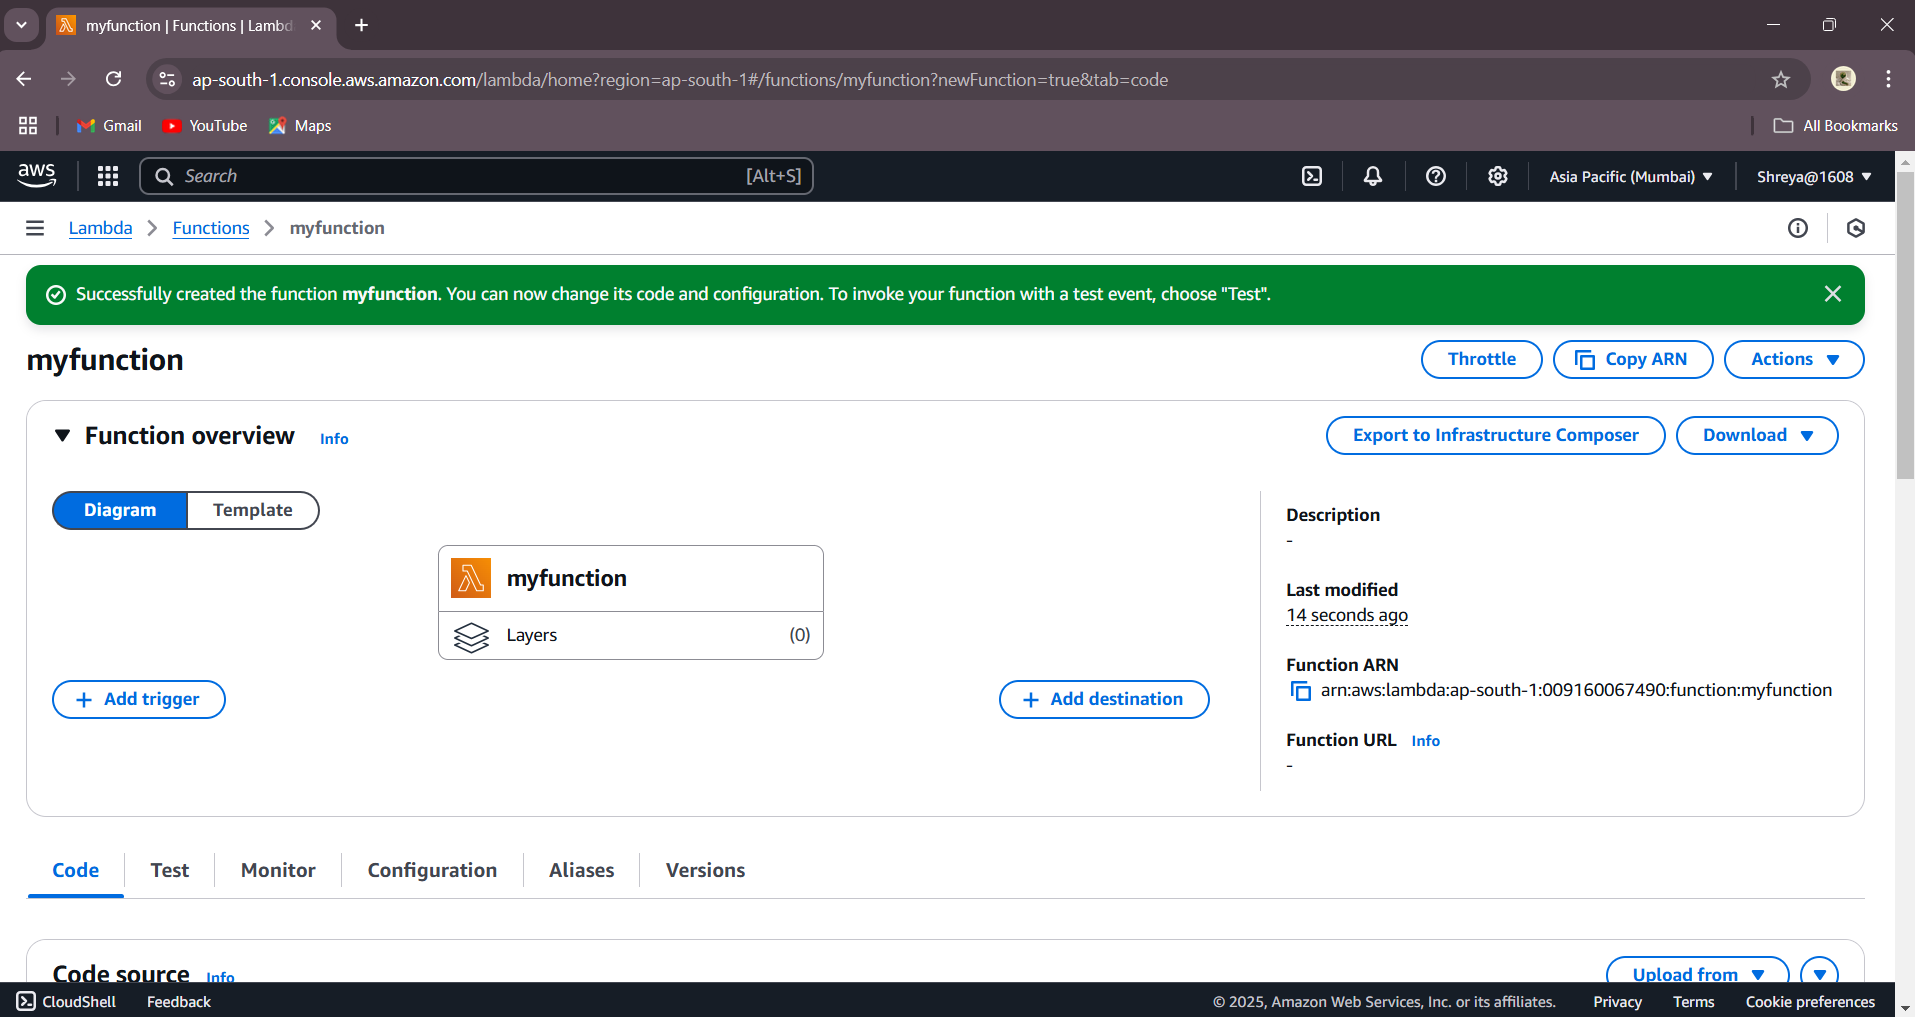 myfunction | Functions | Lambd
ap-south-1.console.aws.amazon.com/lambda/home?region=ap-south-1#/functions/myfunction?newFunction=true&tab=code
Gmail YouTube Maps All Bookmarks
aws Search [Alt+S] Asia Pacific (Mumbai) Shreya@1608
Lambda Functions myfunction
Successfully created the function myfunction. You can now change its code and configuration. To invoke your function with a test event, choose "Test".
myfunction Throttle Copy ARN Actions
Function overview Info Export to Infrastructure Composer Download
Diagram Template
Description
-
myfunction
Last modified
14 seconds ago
Layers (0)
Function ARN
arn:aws:lambda:ap-south-1:009160067490:function:myfunction
+ Add trigger + Add destination
Function URL Info
-
Code Test Monitor Configuration Aliases Versions
Code source Info Upload from
CloudShell Feedback © 2025, Amazon Web Services, Inc. or its affiliates. Privacy Terms Cookie preferences